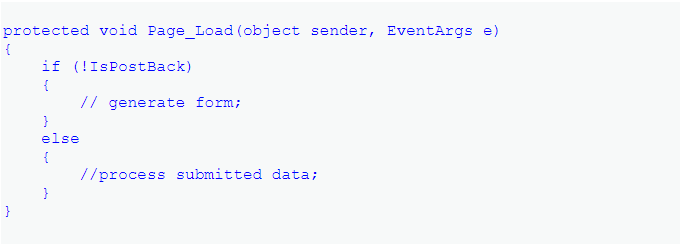 protected void Page_Load(object sender, EventArgs e)
{
    if (!IsPostBack)
    {
        // generate form;
    }
    else
    {
        //process submitted data;
    }
}